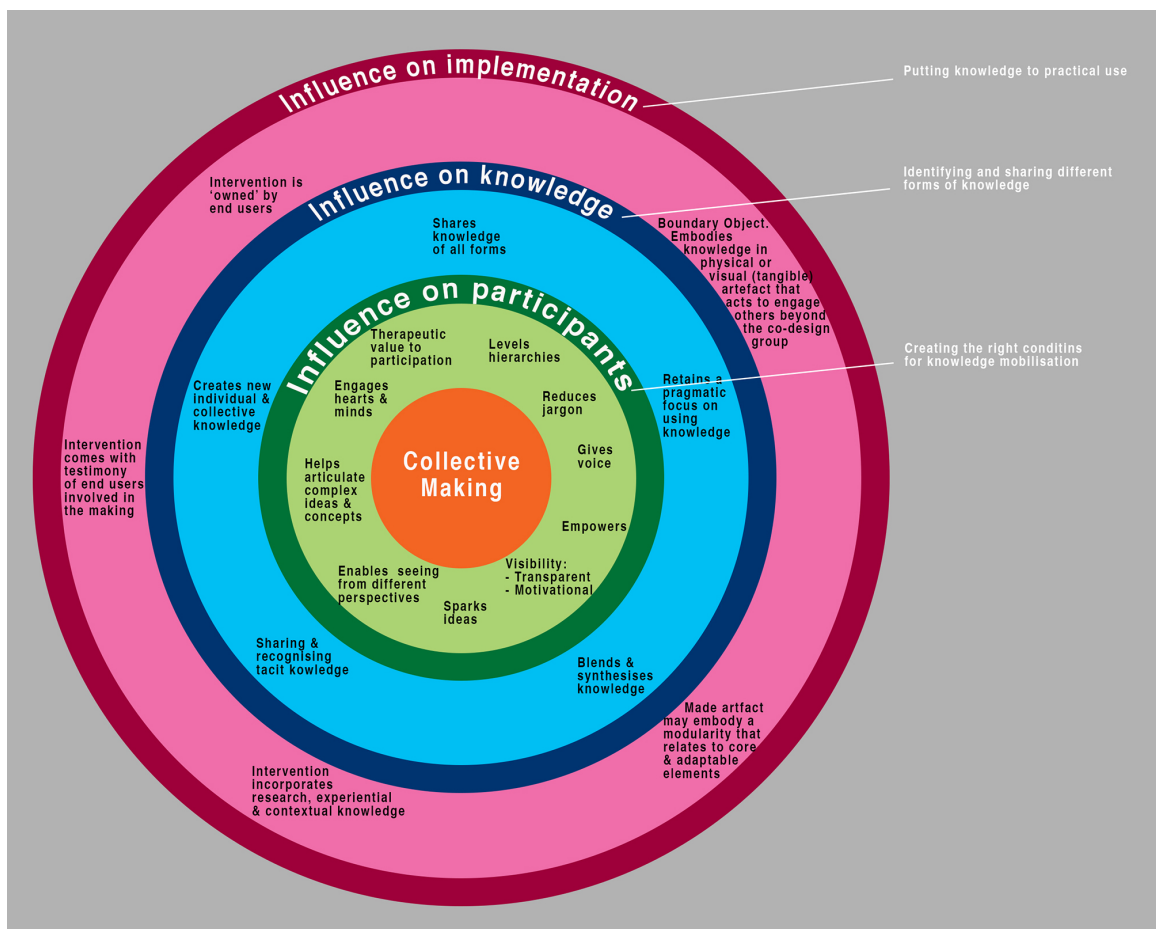 Influence on implementation
Putting knowledge to practical use
Influence on knowledge
Identifying and sharing different
forms of knowledge
Intervention is
‘owned’ by
end users
Shares
knowledge
of all forms
Boundary Object.
Embodies
knowledge in
physical or
visual (tangible)
artefact that
acts to engage
others beyond
the co-design
group
Influence on participants
Creating the right conditins
for knowledge mobilisation
Therapeutic
value to
participation
Levels
hierarchies
Creates new
individual &
collective
knowledge
Engages
hearts &
minds
Reduces
jargon
Retains a
pragmatic
focus on
using
knowledge
Intervention
comes with
testimony
of end users
involved in
the making
Helps
articulate
complex
ideas &
concepts
Collective
Making
Gives
voice
Empowers
Enables seeing
from different
perspectives
Visibility:
- Transparent
- Motivational
Sparks
ideas
Sharing &
recognising
tacit kowledge
Blends &
synthesises
knowledge
Made artfact
may embody a
modularity that
relates to core
& adaptable
elements
Intervention
incorporates
research, experiential
& contextual knowledge